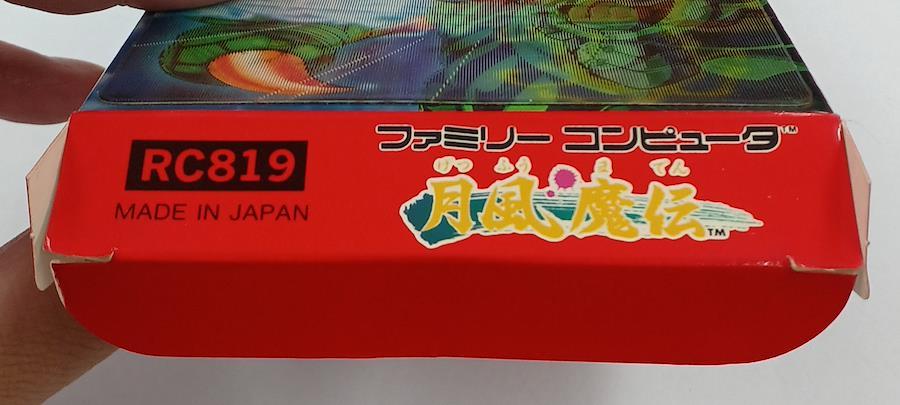 RC819
MADE IN JAPAN
ファミリー コンピュータ™
げつ ふう ま でん
月風魔伝™